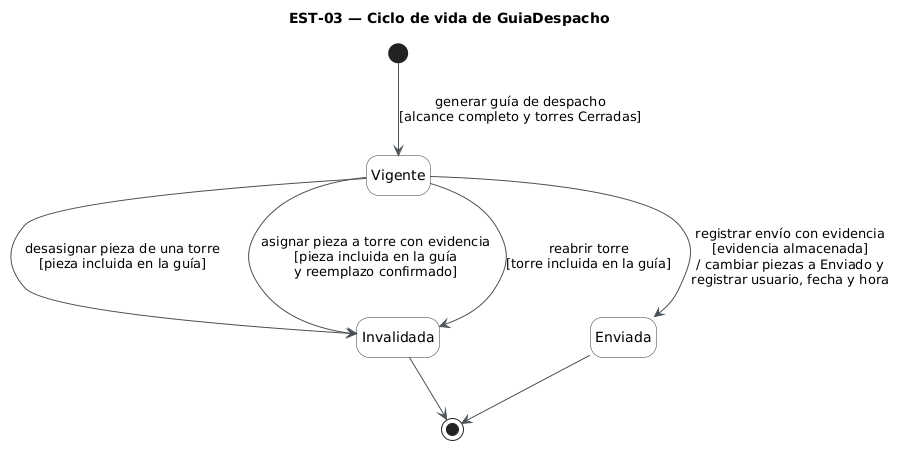 EST-03 — Ciclo de vida de GuiaDespacho
generar guía de despacho
[alcance completo y torres Cerradas]
Vigente
desasignar pieza de una torre
[pieza incluida en la guía]
asignar pieza a torre con evidencia
[pieza incluida en la guía
y reemplazo confirmado]
reabrir torre
[torre incluida en la guía]
registrar envío con evidencia
[evidencia almacenada]
/ cambiar piezas a Enviado y
registrar usuario, fecha y hora
Invalidada
Enviada